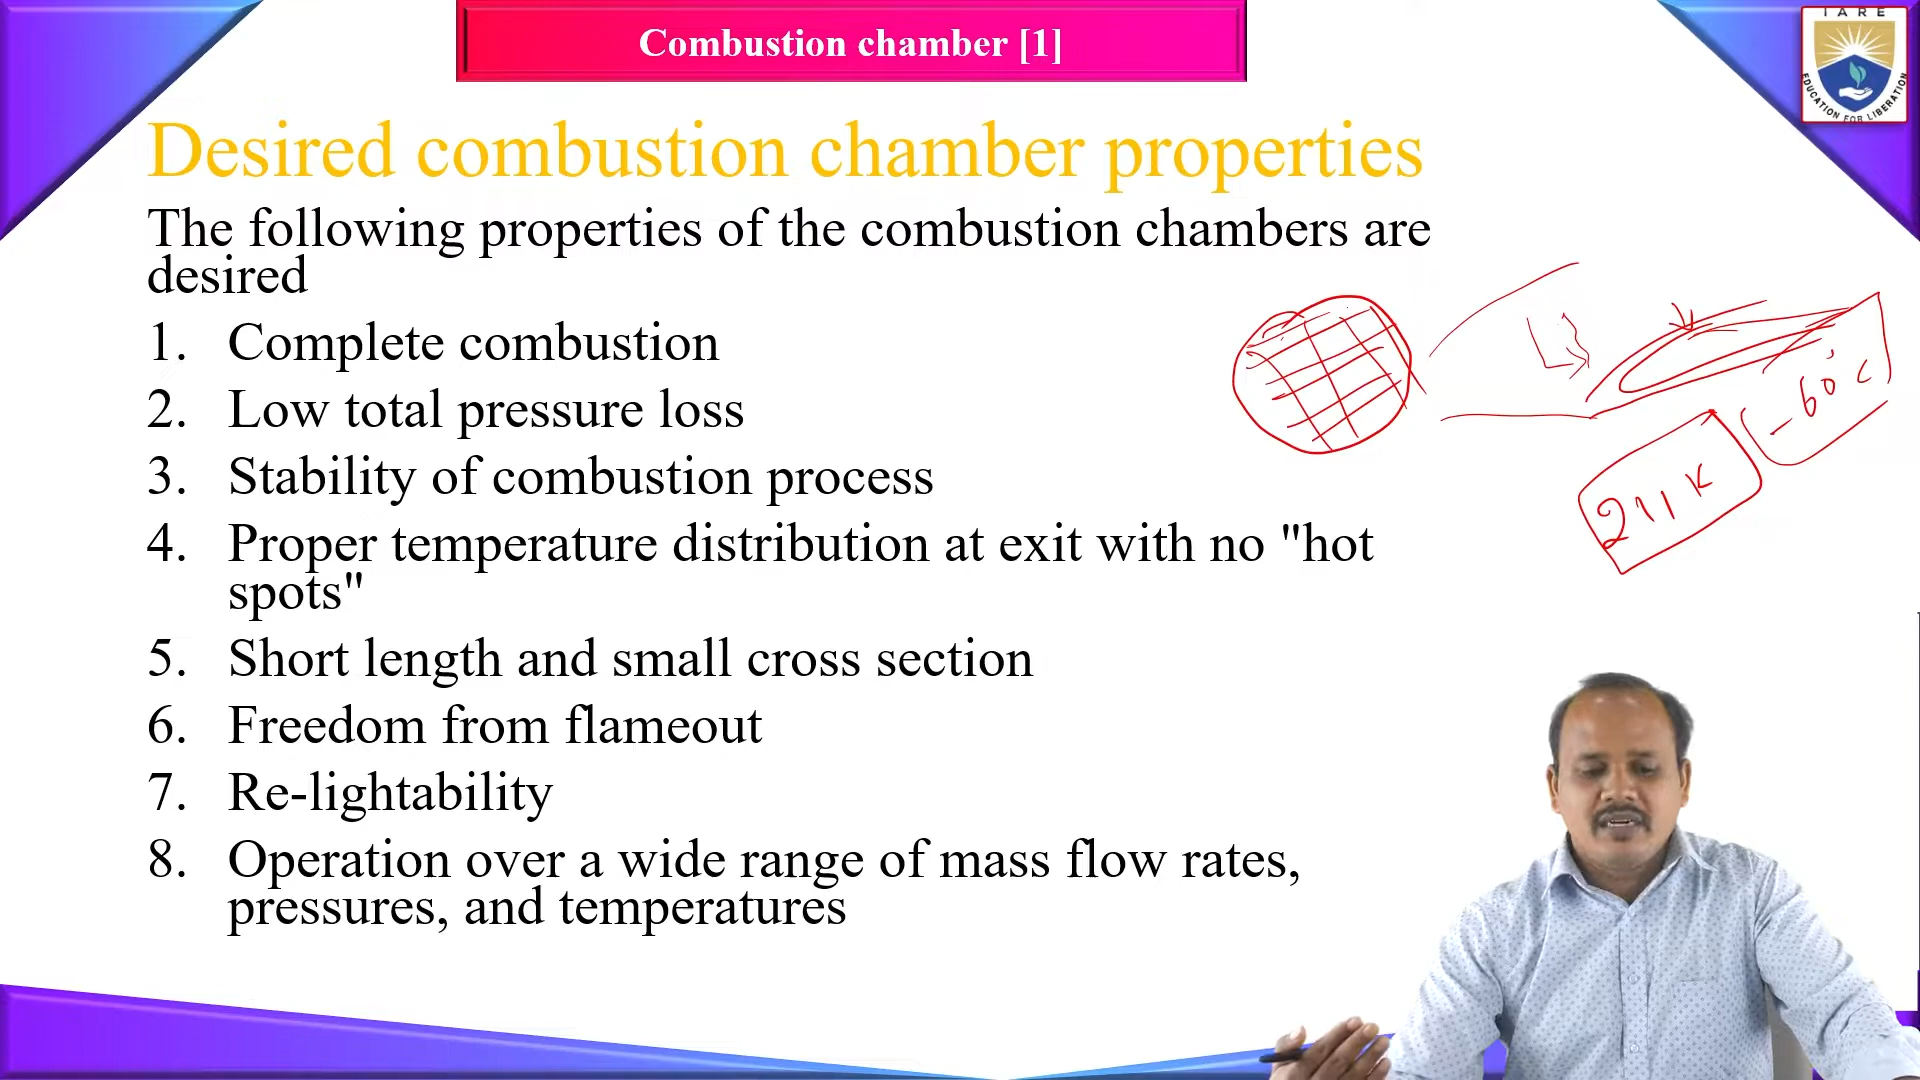 Combustion chamber [1]
IARE
EDUCATION FOR LIBERATION
Desired combustion chamber properties
The following properties of the combustion chambers are
desired
1. Complete combustion
2. Low total pressure loss
3. Stability of combustion process
4. Proper temperature distribution at exit with no "hot
spots"
5. Short length and small cross section
6. Freedom from flameout
7. Re-lightability
8. Operation over a wide range of mass flow rates,
pressures, and temperatures
-60°C
211 K